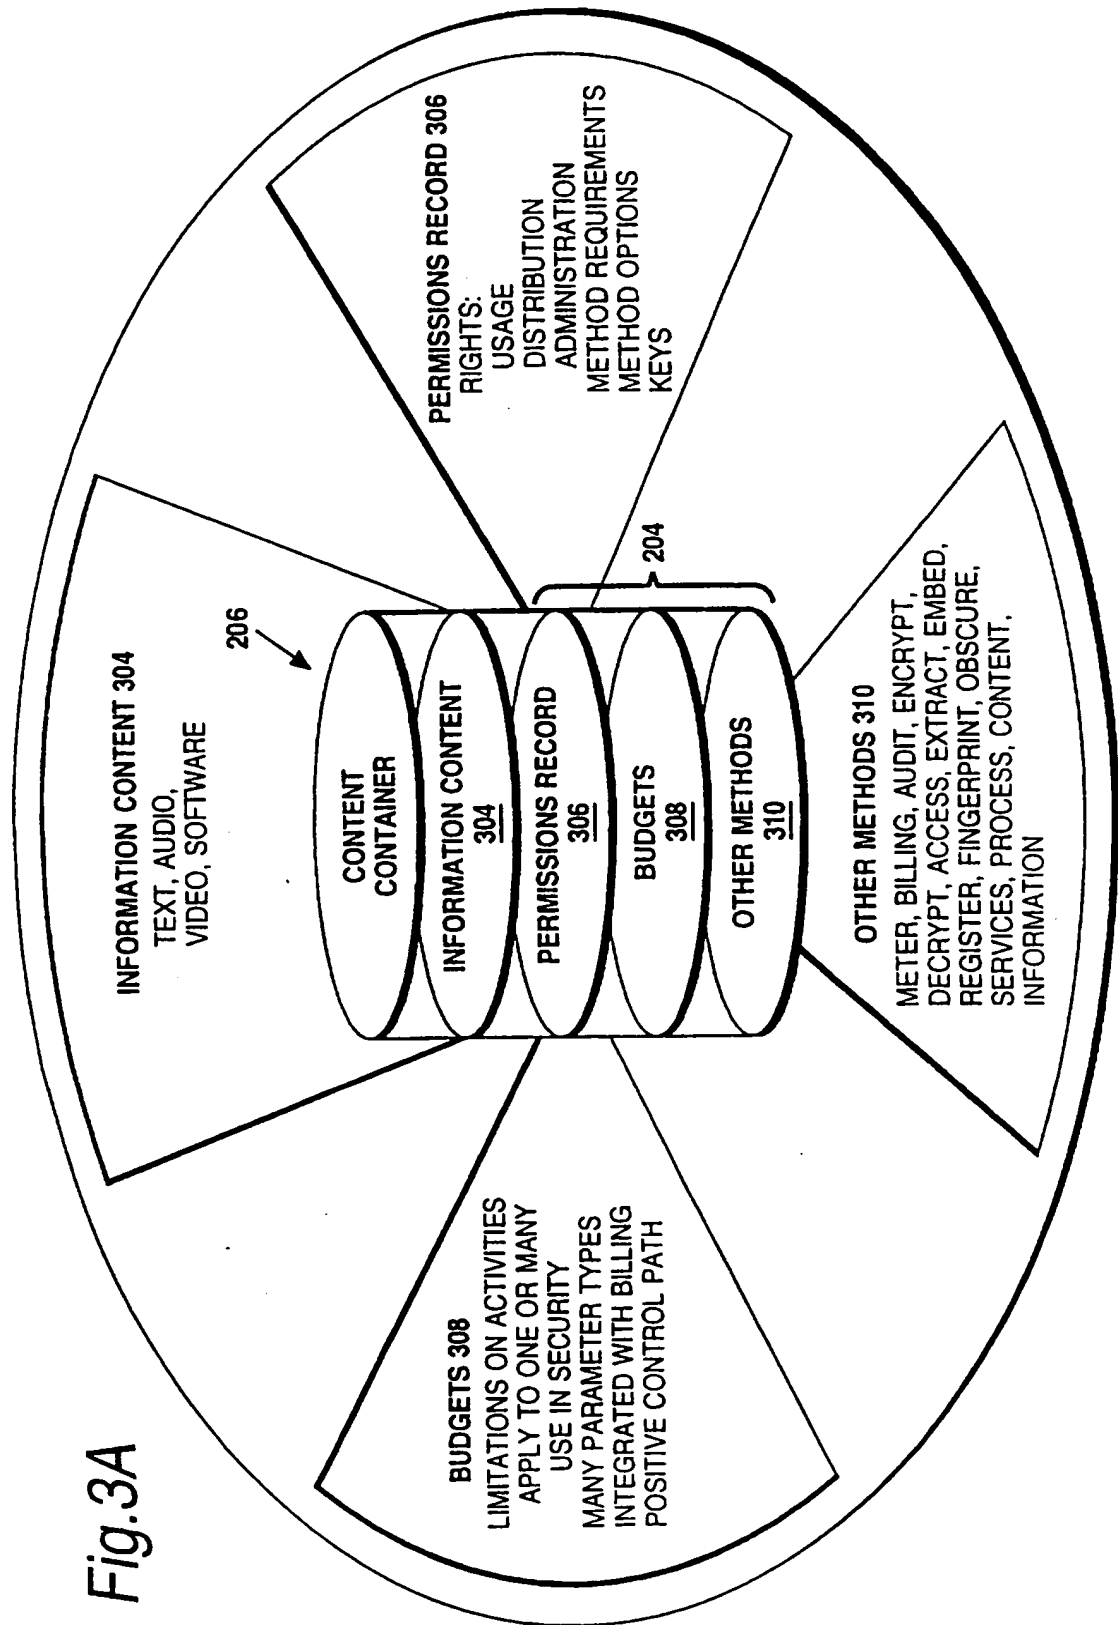 Fig.3A
INFORMATION CONTENT 304
TEXT, AUDIO,
VIDEO, SOFTWARE
PERMISSIONS RECORD 306
RIGHTS:
USAGE
DISTRIBUTION
ADMINISTRATION
METHOD REQUIREMENTS
METHOD OPTIONS
KEYS
206
CONTENT
CONTAINER
INFORMATION CONTENT
304
PERMISSIONS RECORD
306
BUDGETS
308
OTHER METHODS
310
204
BUDGETS 308
LIMITATIONS ON ACTIVITIES
APPLY TO ONE OR MANY
USE IN SECURITY
MANY PARAMETER TYPES
INTEGRATED WITH BILLING
POSITIVE CONTROL PATH
OTHER METHODS 310
METER, BILLING, AUDIT, ENCRYPT,
DECRYPT, ACCESS, EXTRACT, EMBED,
REGISTER, FINGERPRINT, OBSCURE,
SERVICES, PROCESS, CONTENT,
INFORMATION